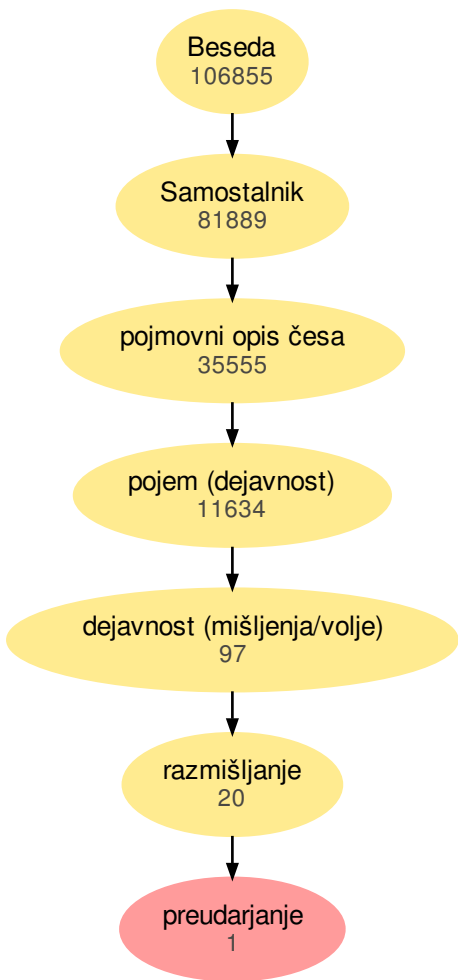 Beseda
106855
Samostalnik
81889
pojmovni opis česa
35555
pojem (dejavnost)
11634
dejavnost (mišljenja/volje)
97
razmišljanje
20
preudarjanje
1